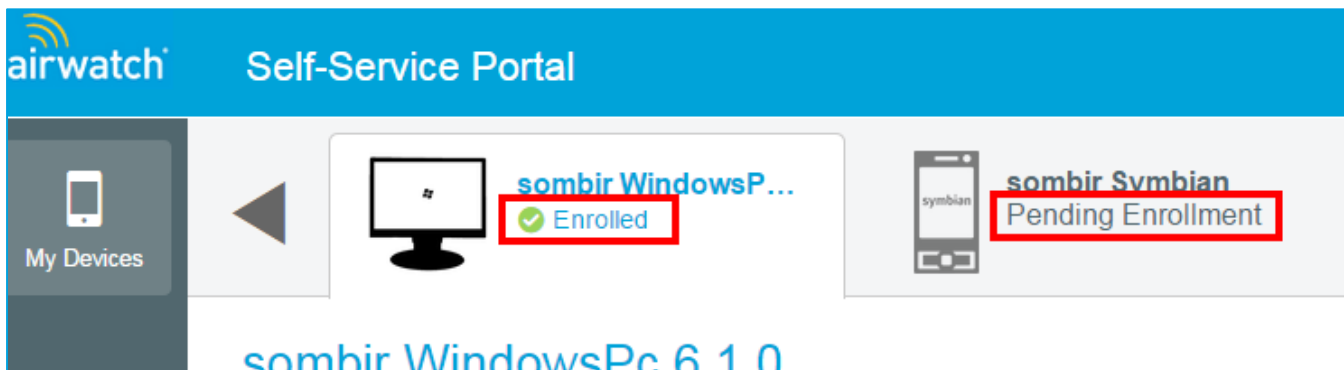 airwatch
Self-Service Portal
My Devices
sombir WindowsP...
Enrolled
symbian
sombir Symbian
Pending Enrollment
sombir WindowsPc 6.1.0